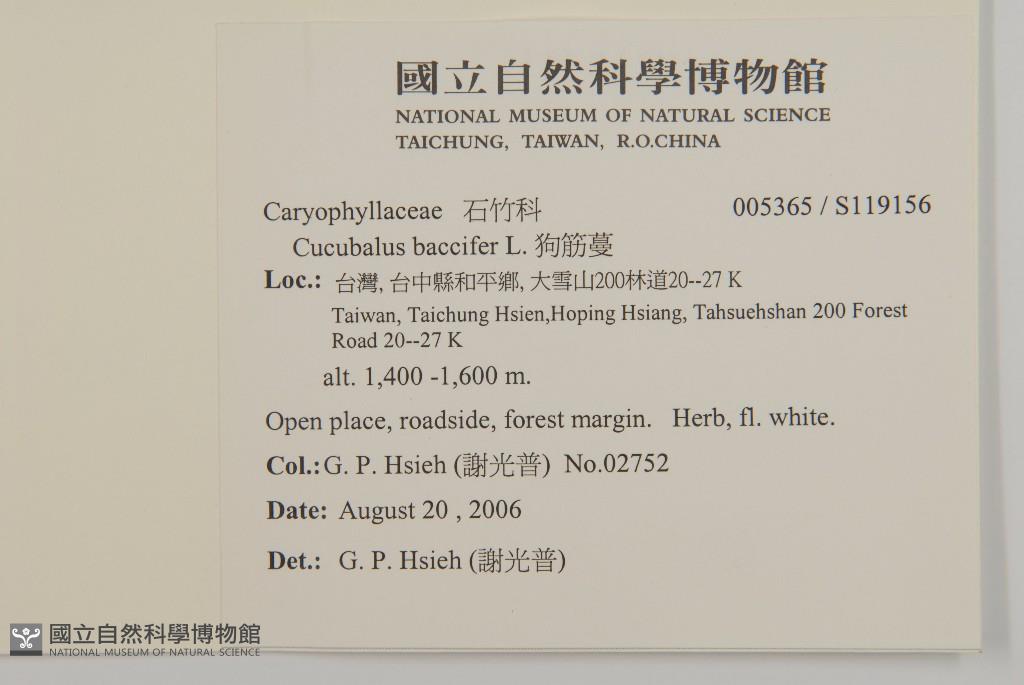 國立自然科學博物館
NATIONAL MUSEUM OF NATURAL SCIENCE
TAICHUNG, TAIWAN, R.O.CHINA
Caryophyllaceae 石竹科 005365 / S119156
Cucubalus baccifer L. 狗筋蔓
Loc.: 台灣, 台中縣和平鄉, 大雪山200林道20--27 K
Taiwan, Taichung Hsien,Hoping Hsiang, Tahsuehshan 200 Forest
Road 20--27 K
alt. 1,400 -1,600 m.
Open place, roadside, forest margin. Herb, fl. white.
Col.: G. P. Hsieh (謝光普) No.02752
Date: August 20 , 2006
Det.: G. P. Hsieh (謝光普)
國立自然科學博物館
NATIONAL MUSEUM OF NATURAL SCIENCE